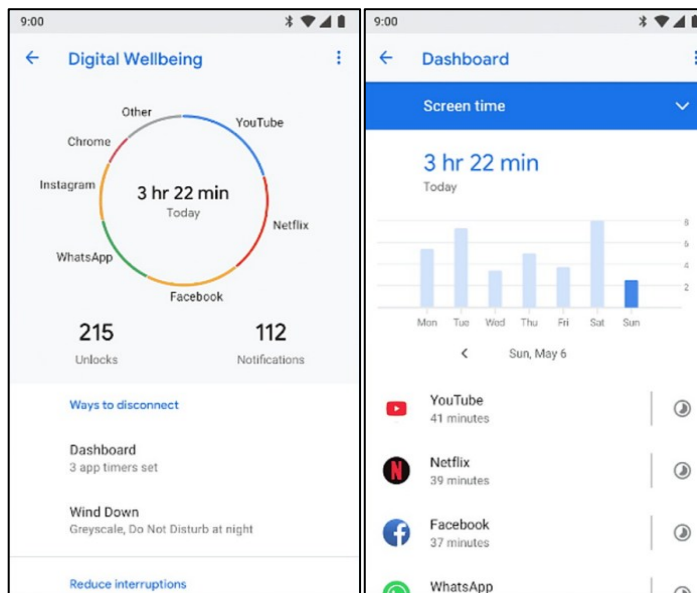 9:00
Digital Wellbeing
Other
YouTube
Chrome
Instagram
3 hr 22 min
Today
Netflix
WhatsApp
Facebook
215
112
Unlocks
Notifications
Ways to disconnect
Dashboard
3 app timers set
Wind Down
Greyscale, Do Not Disturb at night
Reduce interruptions
9:00
Dashboard
Screen time
3 hr 22 min
Today
8
6
4
2
Mon Tue Wed Thu Fri Sat Sun
Sun, May 6
YouTube
41 minutes
Netflix
39 minutes
Facebook
37 minutes
WhatsApp